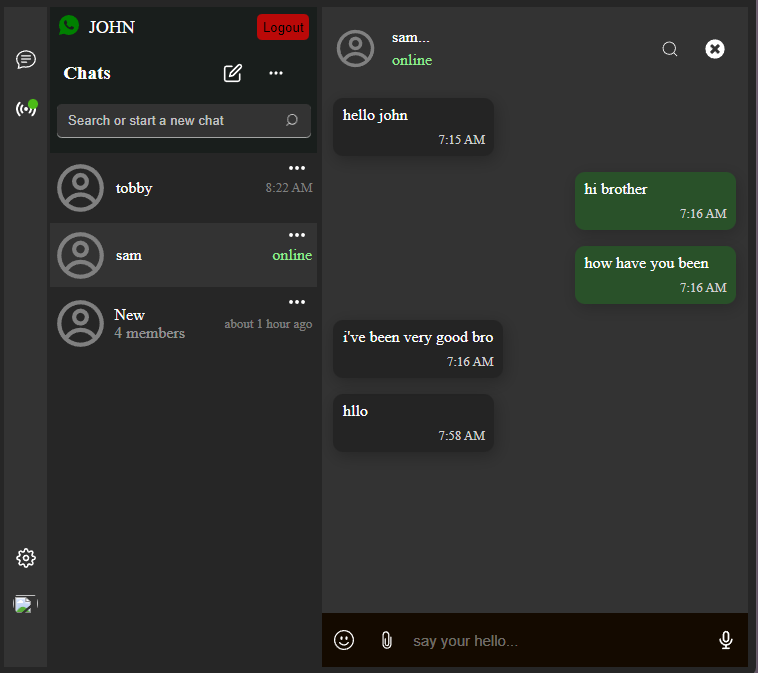 JOHN
Logout
Chats
Search or start a new chat
tobby
8:22 AM
sam
online
New
4 members
about 1 hour ago
sam...
online
hello john
7:15 AM
hi brother
7:16 AM
how have you been
7:16 AM
i've been very good bro
7:16 AM
hllo
7:58 AM
say your hello...